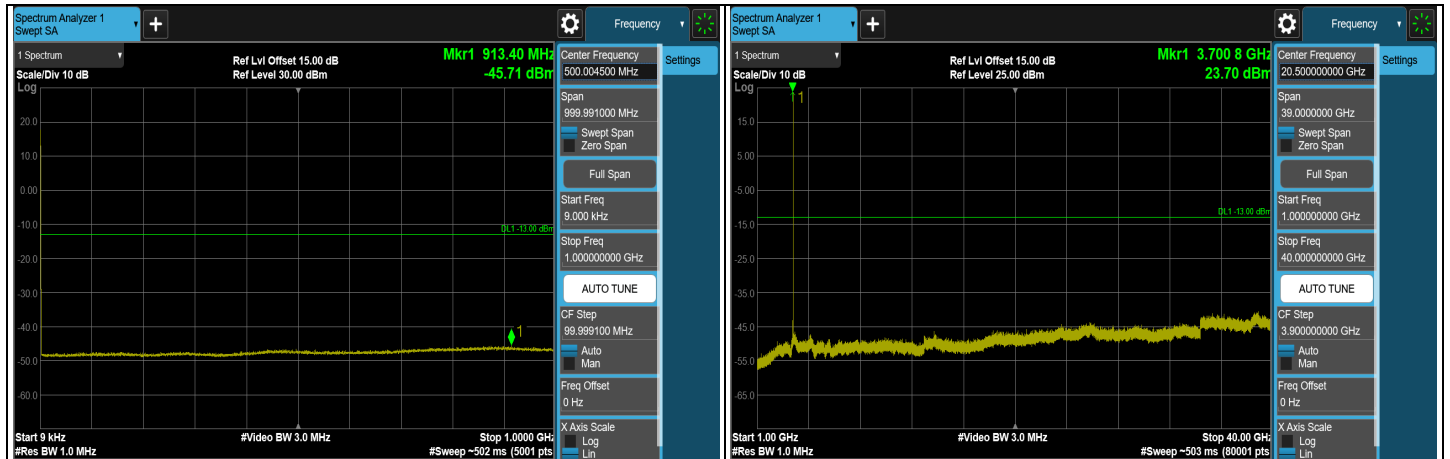 Spectrum Analyzer 1
Swept SA
+
Frequency
1 Spectrum
Scale/Div 10 dB
Log
Ref Lvl Offset 15.00 dB
Ref Level 30.00 dBm
Mkr1 913.40 MHz
-45.71 dBm
20.0
10.0
0.00
-10.0
-20.0
-30.0
-40.0
-50.0
-60.0
DL1 -13.00 dBm
1
Start 9 kHz
#Res BW 1.0 MHz
#Video BW 3.0 MHz
Stop 1.0000 GHz
#Sweep ~502 ms (5001 pts
Center Frequency
500.004500 MHz
Settings
Span
999.991000 MHz
Swept Span
Zero Span
Full Span
Start Freq
9.000 kHz
Stop Freq
1.000000000 GHz
AUTO TUNE
CF Step
99.999100 MHz
Auto
Man
Freq Offset
0 Hz
X Axis Scale
Log
Lin
Spectrum Analyzer 1
Swept SA
+
Frequency
1 Spectrum
Scale/Div 10 dB
Log
Ref Lvl Offset 15.00 dB
Ref Level 25.00 dBm
Mkr1 3.700 8 GHz
23.70 dBm
1
15.0
5.00
-5.00
-15.0
-25.0
-35.0
-45.0
-55.0
-65.0
DL1 -13.00 dBm
Start 1.00 GHz
#Res BW 1.0 MHz
#Video BW 3.0 MHz
Stop 40.00 GHz
#Sweep ~503 ms (80001 pts
Center Frequency
20.500000000 GHz
Settings
Span
39.0000000 GHz
Swept Span
Zero Span
Full Span
Start Freq
1.000000000 GHz
Stop Freq
40.000000000 GHz
AUTO TUNE
CF Step
3.900000000 GHz
Auto
Man
Freq Offset
0 Hz
X Axis Scale
Log
Lin